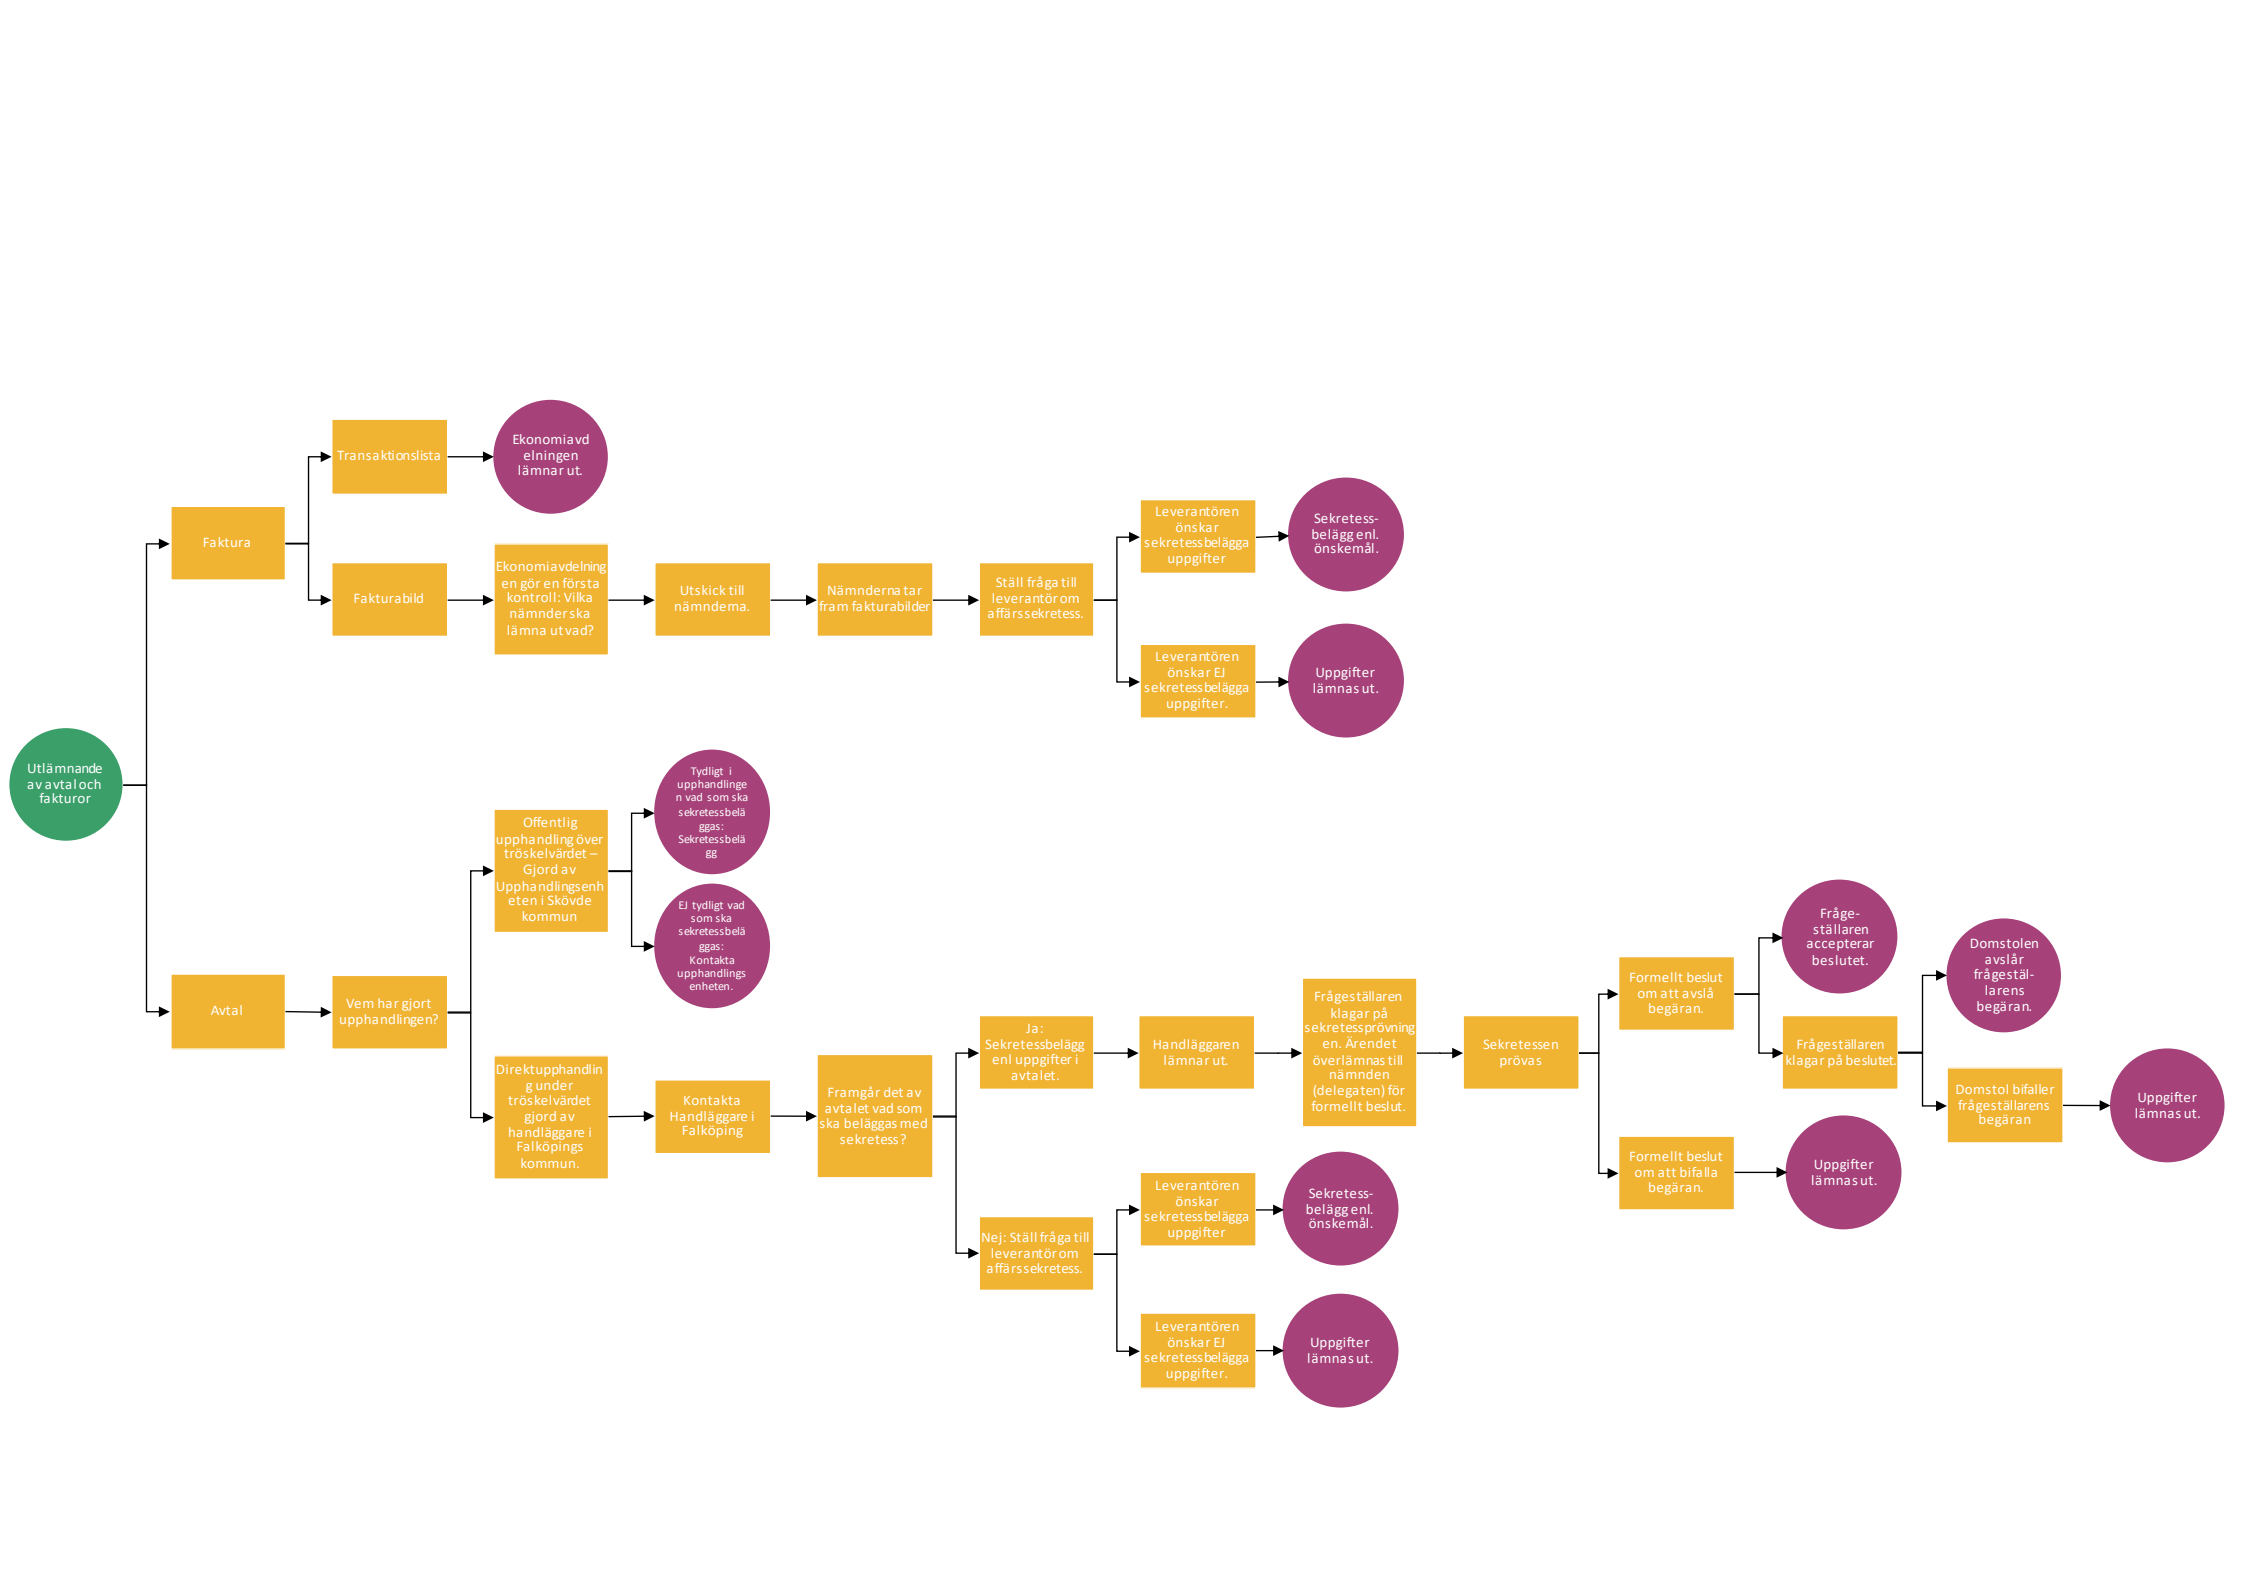 Utlämnande
av avtal och
fakturor
Faktura
Transaktionslista
Ekonomiavd
elningen
lämnar ut.
Fakturabild
Ekonomiavdelning
en gör en första
kontroll: Vilka
nämnder ska
lämna ut vad?
Utskick till
nämnderna.
Nämnderna tar
fram fakturabilder
Ställ fråga till
leverantör om
affärssekretess.
Leverantören
önskar
sekretessbelägga
uppgifter
Sekretess-
belägg enl.
önskemål.
Leverantören
önskar EJ
sekretessbelägga
uppgifter.
Uppgifter
lämnas ut.
Avtal
Vem har gjort
upphandlingen?
Offentlig
upphandling över
tröskelvärdet –
Gjord av
Upphandlingsenh
eten i Skövde
kommun
Tydligt i
upphandlinge
n vad som ska
sekretessbelä
ggas:
Sekretessbelä
gg
EJ tydligt vad
som ska
sekretessbelä
ggas:
Kontakta
upphandlings
enheten.
Direktupphandlin
g under
tröskelvärdet
gjord av
handläggare i
Falköpings
kommun.
Kontakta
Handläggare i
Falköping
Framgår det av
avtalet vad som
ska beläggas med
sekretess?
Ja:
Sekretessbelägg
enl uppgifter i
avtalet.
Handläggaren
lämnar ut.
Frågeställaren
klagar på
sekretessprövning
en. Ärendet
överlämnas till
nämnden
(delegaten) för
formellt beslut.
Sekretessen
prövas
Formellt beslut
om att avslå
begäran.
Fråge-
ställaren
accepterar
beslutet.
Frågeställaren
klagar på beslutet.
Domstolen
avslår
frågestäl-
larens
begäran.
Domstol bifaller
frågeställarens
begäran
Uppgifter
lämnas ut.
Formellt beslut
om att bifalla
begäran.
Uppgifter
lämnas ut.
Nej: Ställ fråga till
leverantör om
affärssekretess.
Leverantören
önskar
sekretessbelägga
uppgifter
Sekretess-
belägg enl.
önskemål.
Leverantören
önskar EJ
sekretessbelägga
uppgifter.
Uppgifter
lämnas ut.